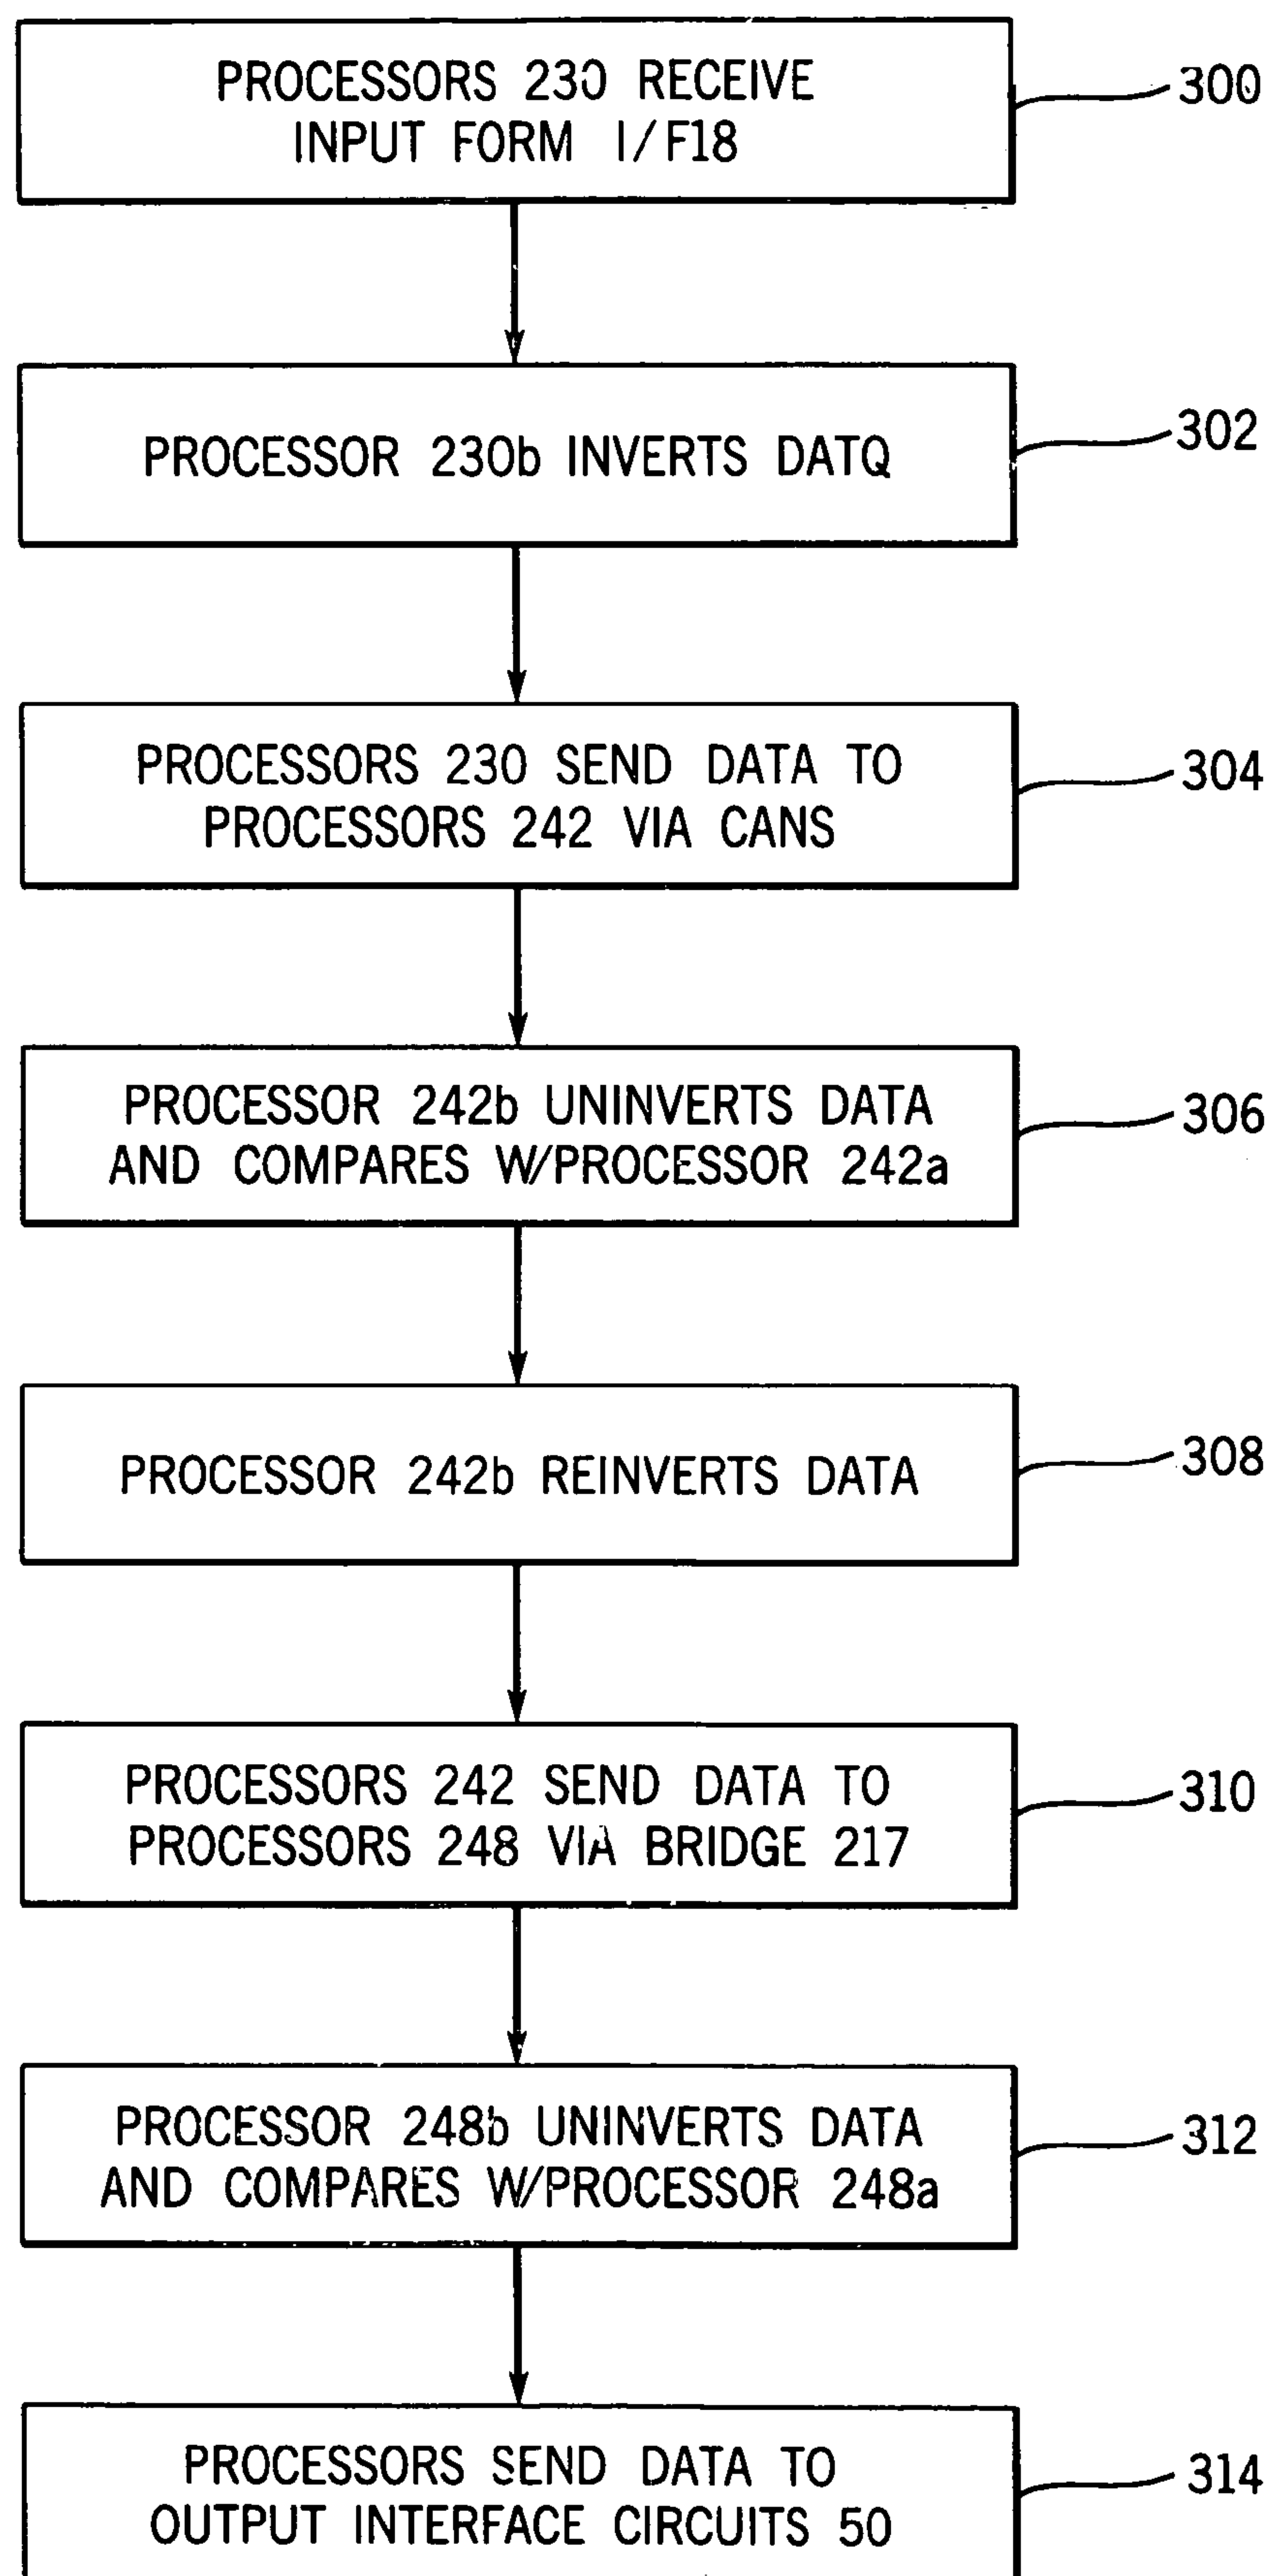 PROCESSORS 230 RECEIVE
INPUT FORM I/F18
300
PROCESSOR 230b INVERTS DATQ
302
PROCESSORS 230 SEND DATA TO
PROCESSORS 242 VIA CANS
304
PROCESSOR 242b UNINVERTS DATA
AND COMPARES W/PROCESSOR 242a
306
PROCESSOR 242b REINVERTS DATA
308
PROCESSORS 242 SEND DATA TO
PROCESSORS 248 VIA BRIDGE 217
310
PROCESSOR 248b UNINVERTS DATA
AND COMPARES W/PROCESSOR 248a
312
PROCESSORS SEND DATA TO
OUTPUT INTERFACE CIRCUITS 50
314